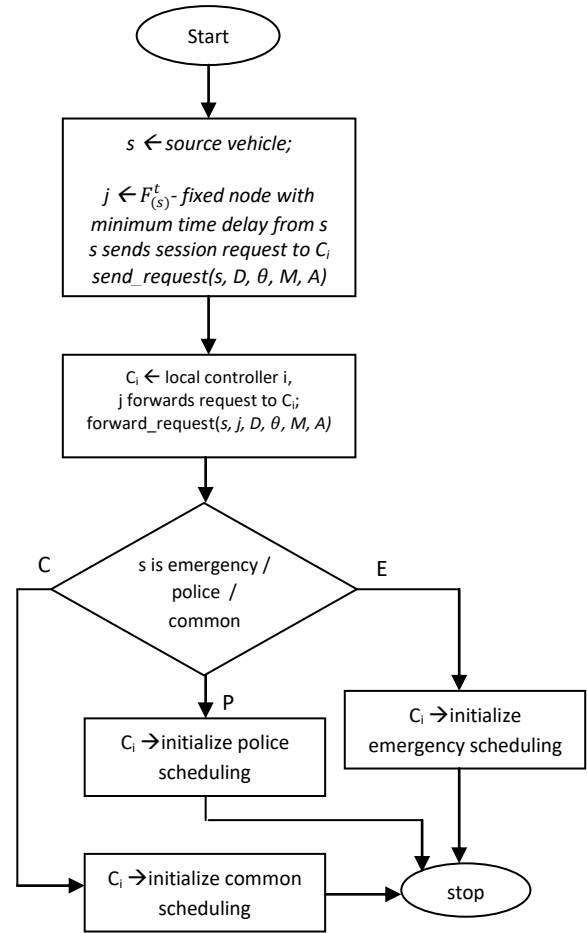 Start
s ← source vehicle;
j ← F^t_(s)- fixed node with
minimum time delay from s
s sends session request to Cᵢ
send_request(s, D, θ, M, A)
Cᵢ ← local controller i,
j forwards request to Cᵢ;
forward_request(s, j, D, θ, M, A)
C
s is emergency /
police /
common
E
P
Cᵢ →initialize police
scheduling
Cᵢ →initialize
emergency scheduling
Cᵢ →initialize common
scheduling
stop